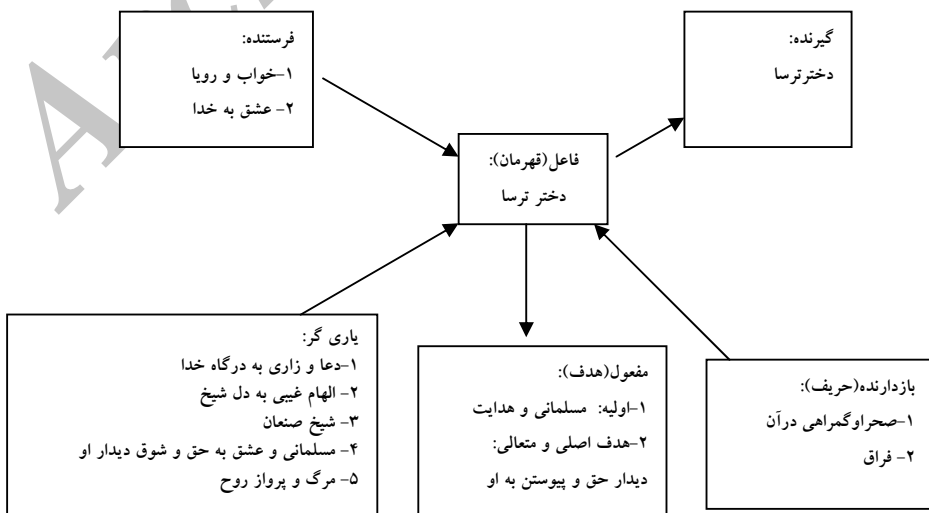 گیرنده:
دخترترسا
فرستنده:
۱-خواب و رویا
۲- عشق به خدا
فاعل(قهرمان):
دختر ترسا
یاری گر:
۱-دعا و زاری به درگاه خدا
۲- الهام غیبی به دل شیخ
۳- شیخ صنعان
۴- مسلمانی و عشق به حق و شوق دیدار او
۵- مرگ و پرواز روح
مفعول(هدف):
۱-اولیه: مسلمانی و هدایت
۲-هدف اصلی و متعالی:
دیدار حق و پیوستن به او
بازدارنده(حریف):
۱-صحراوگمراهی درآن
۲- فراق